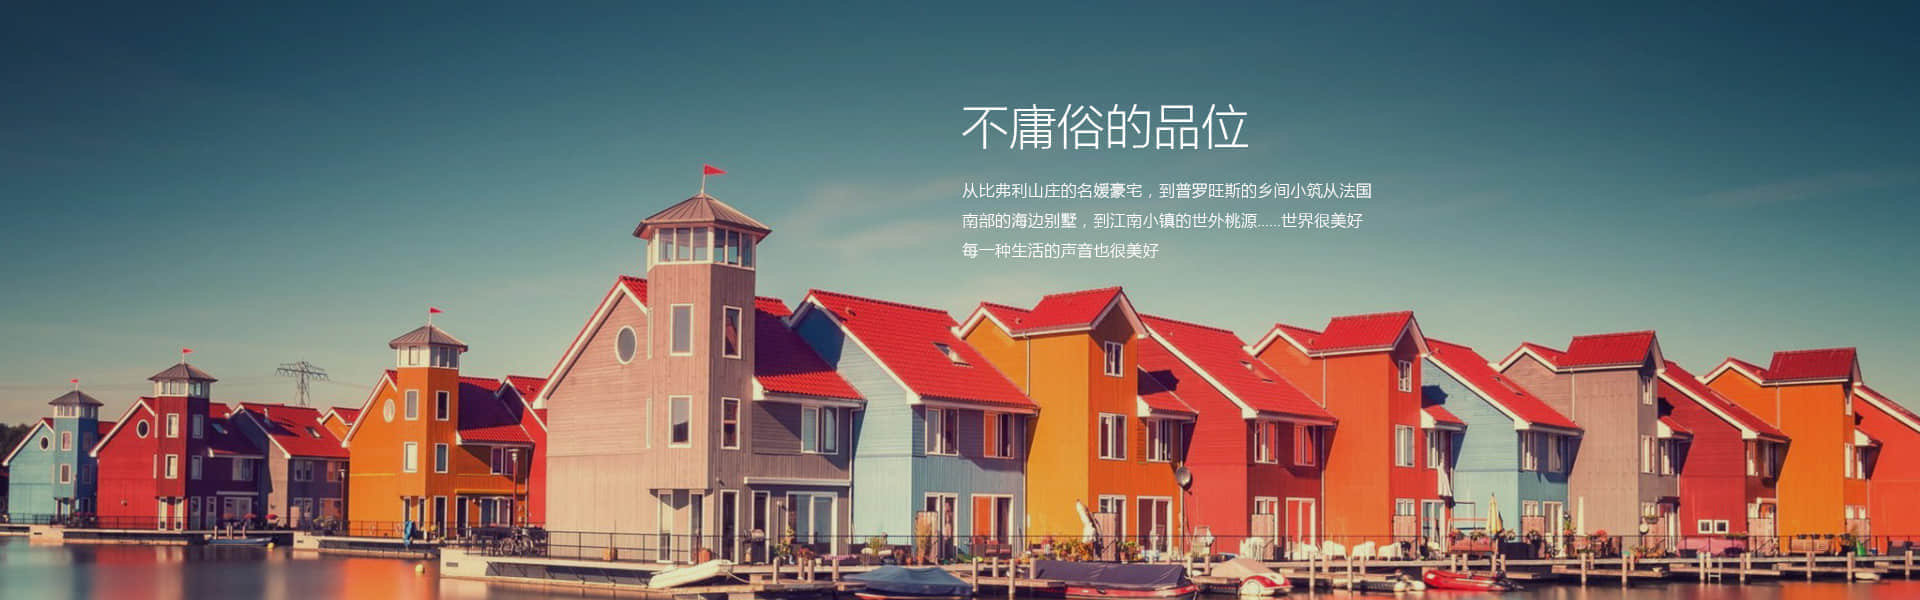 不庸俗的品位
从比弗利山庄的名媛豪宅，到普罗旺斯的乡间小筑从法国
南部的海边别墅，到江南小镇的世外桃源......世界很美好
每一种生活的声音也很美好